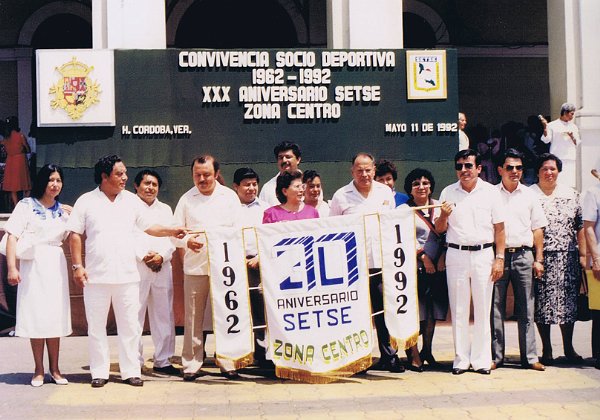 CONVIVENCIA SOCIO DEPORTIVA
1962-1992
XXX ANIVERSARIO SETSE
ZONA CENTRO
H. CORDOBA, VER.
MAYO 11 DE 1992.
SETSE
1962
30
ANIVERSARIO
SETSE
ZONA CENTRO
1992